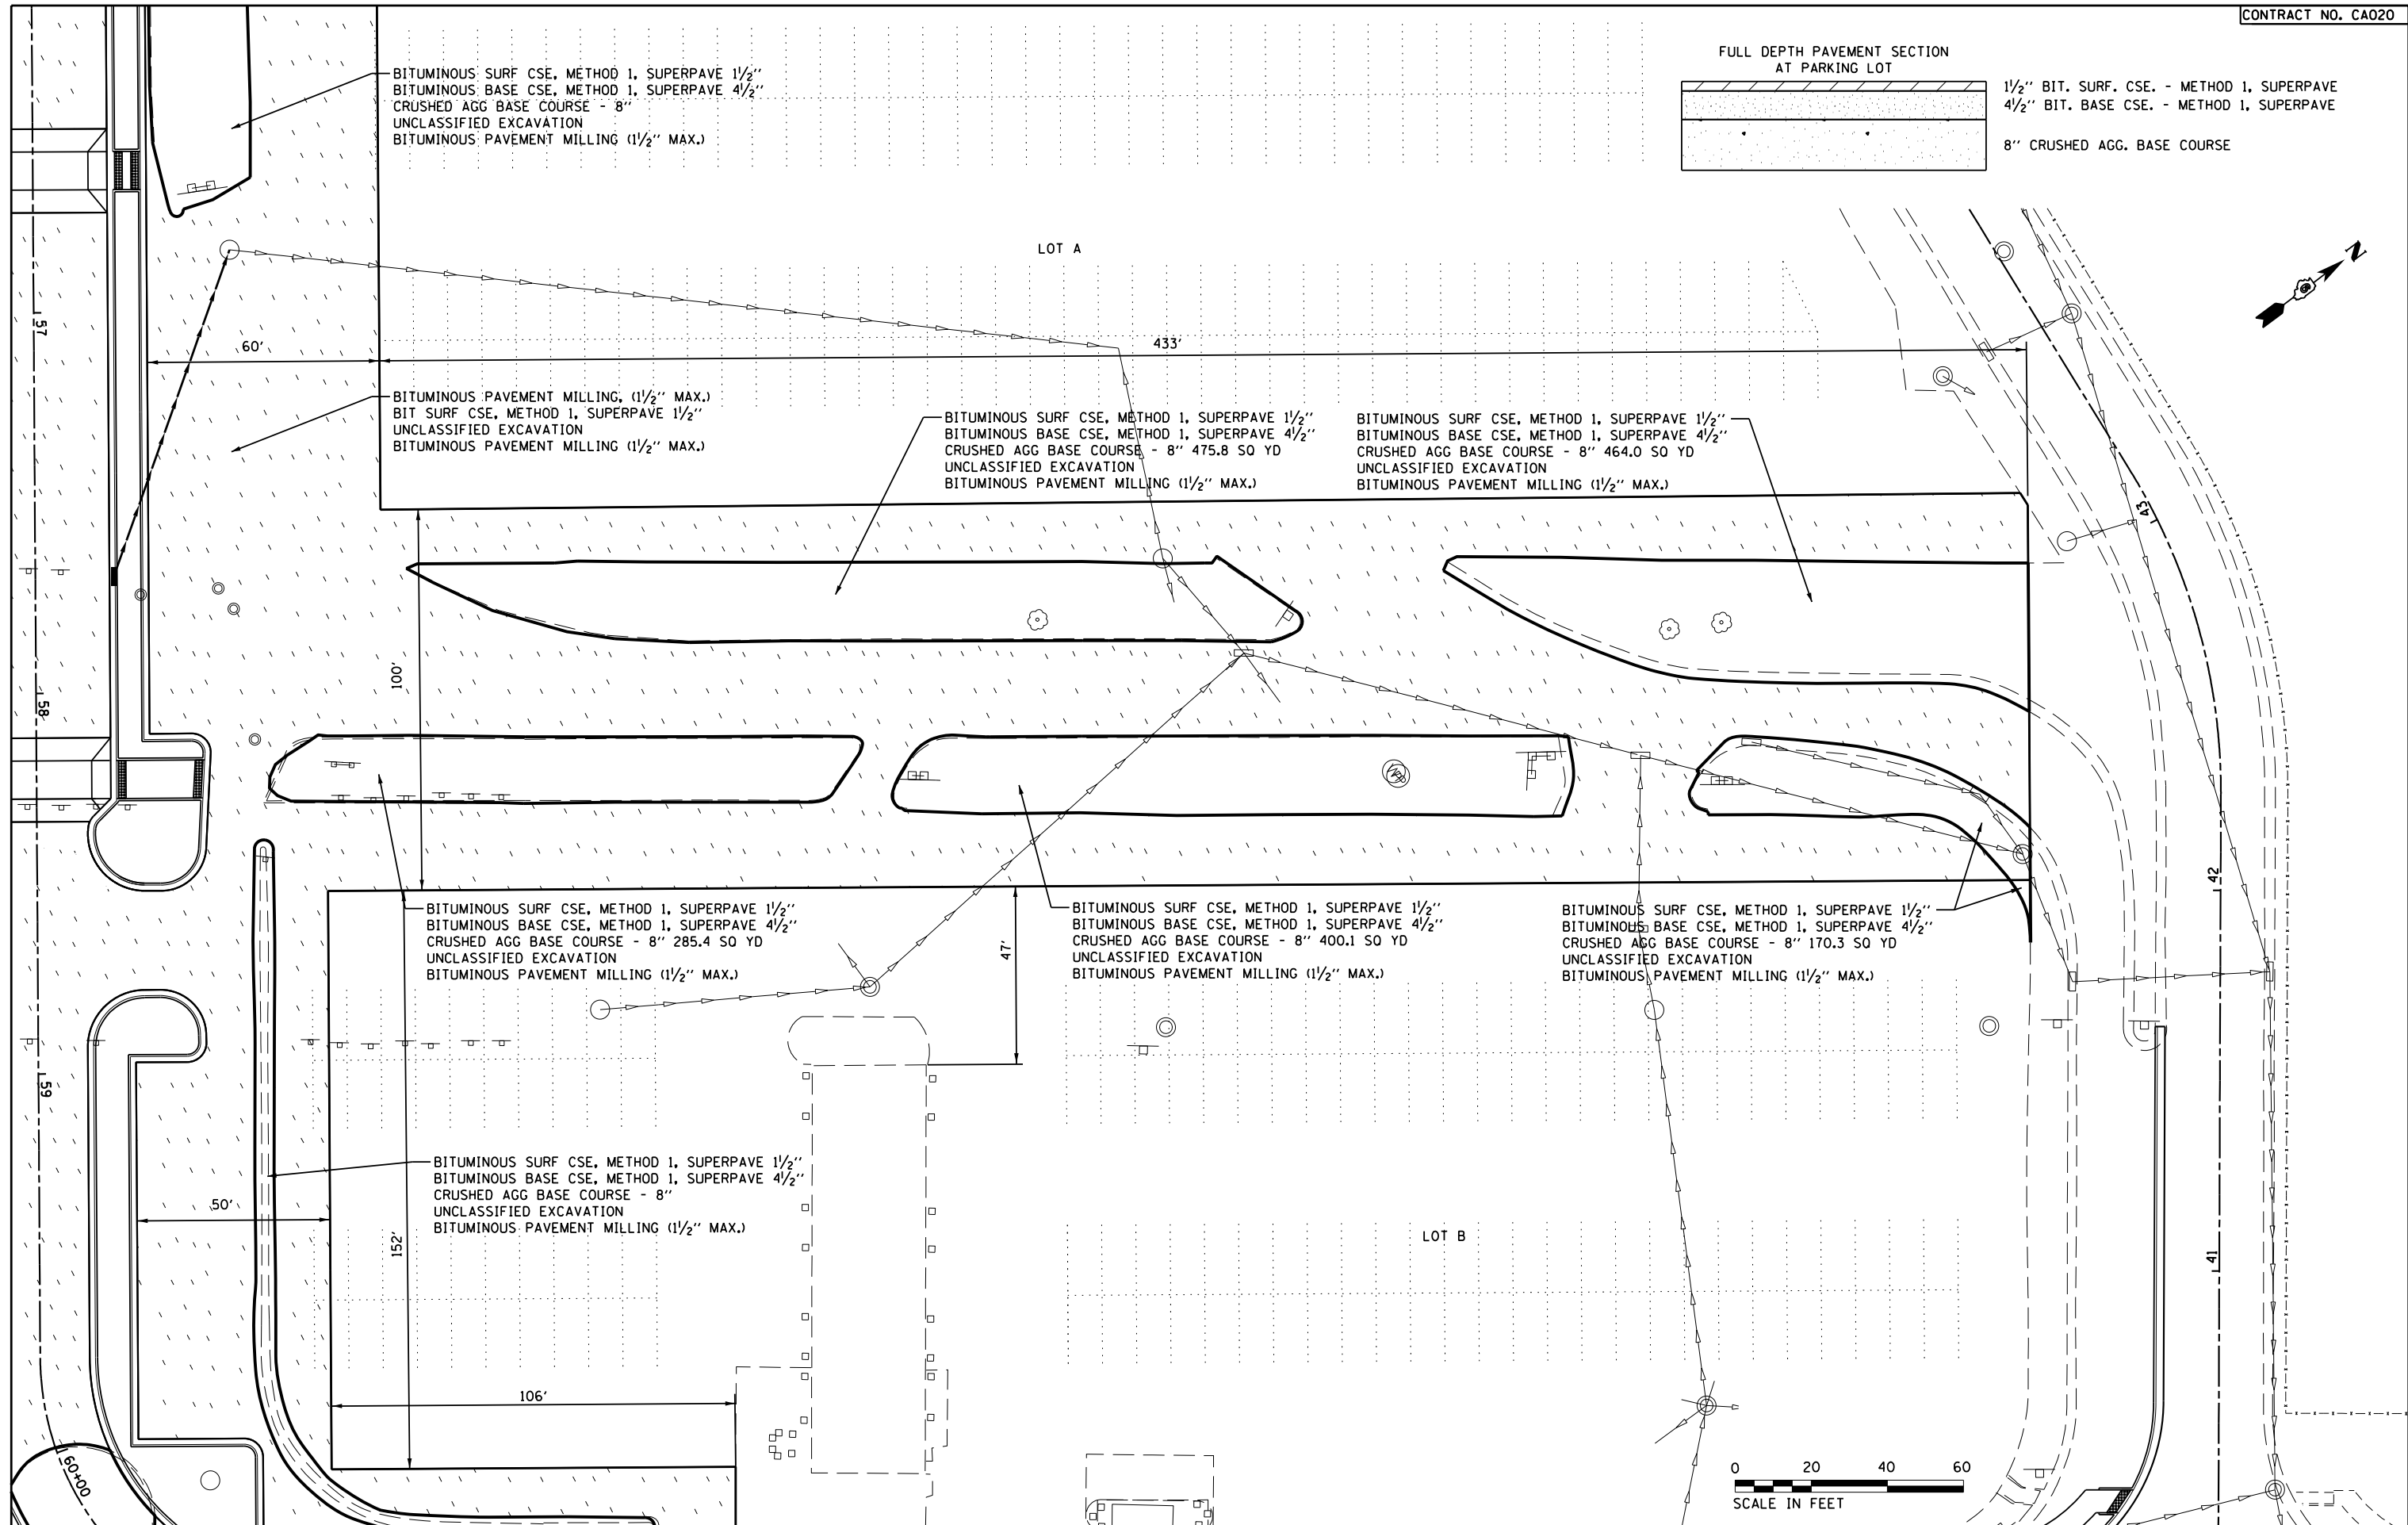 CONTRACT NO. CA020
FULL DEPTH PAVEMENT SECTION
AT PARKING LOT
1½" BIT. SURF. CSE. - METHOD 1, SUPERPAVE
4½" BIT. BASE CSE. - METHOD 1, SUPERPAVE
8" CRUSHED AGG. BASE COURSE
BITUMINOUS SURF CSE, METHOD 1, SUPERPAVE 1½"
BITUMINOUS BASE CSE, METHOD 1, SUPERPAVE 4½"
CRUSHED AGG BASE COURSE - 8"
UNCLASSIFIED EXCAVATION
BITUMINOUS PAVEMENT MILLING (1½" MAX.)
LOT A
N
57
60'
433'
BITUMINOUS PAVEMENT MILLING, (1½" MAX.)
BIT SURF CSE, METHOD 1, SUPERPAVE 1½"
UNCLASSIFIED EXCAVATION
BITUMINOUS PAVEMENT MILLING (1½" MAX.)
BITUMINOUS SURF CSE, METHOD 1, SUPERPAVE 1½"
BITUMINOUS BASE CSE, METHOD 1, SUPERPAVE 4½"
CRUSHED AGG BASE COURSE - 8" 475.8 SQ YD
UNCLASSIFIED EXCAVATION
BITUMINOUS PAVEMENT MILLING (1½" MAX.)
BITUMINOUS SURF CSE, METHOD 1, SUPERPAVE 1½"
BITUMINOUS BASE CSE, METHOD 1, SUPERPAVE 4½"
CRUSHED AGG BASE COURSE - 8" 464.0 SQ YD
UNCLASSIFIED EXCAVATION
BITUMINOUS PAVEMENT MILLING (1½" MAX.)
43
100'
58
42
BITUMINOUS SURF CSE, METHOD 1, SUPERPAVE 1½"
BITUMINOUS BASE CSE, METHOD 1, SUPERPAVE 4½"
CRUSHED AGG BASE COURSE - 8" 285.4 SQ YD
UNCLASSIFIED EXCAVATION
BITUMINOUS PAVEMENT MILLING (1½" MAX.)
47'
BITUMINOUS SURF CSE, METHOD 1, SUPERPAVE 1½"
BITUMINOUS BASE CSE, METHOD 1, SUPERPAVE 4½"
CRUSHED AGG BASE COURSE - 8" 400.1 SQ YD
UNCLASSIFIED EXCAVATION
BITUMINOUS PAVEMENT MILLING (1½" MAX.)
BITUMINOUS SURF CSE, METHOD 1, SUPERPAVE 1½"
BITUMINOUS BASE CSE, METHOD 1, SUPERPAVE 4½"
CRUSHED AGG BASE COURSE - 8" 170.3 SQ YD
UNCLASSIFIED EXCAVATION
BITUMINOUS PAVEMENT MILLING (1½" MAX.)
59
BITUMINOUS SURF CSE, METHOD 1, SUPERPAVE 1½"
BITUMINOUS BASE CSE, METHOD 1, SUPERPAVE 4½"
CRUSHED AGG BASE COURSE - 8"
UNCLASSIFIED EXCAVATION
BITUMINOUS PAVEMENT MILLING (1½" MAX.)
50'
152'
LOT B
41
106'
60+00
0 20 40 60
SCALE IN FEET